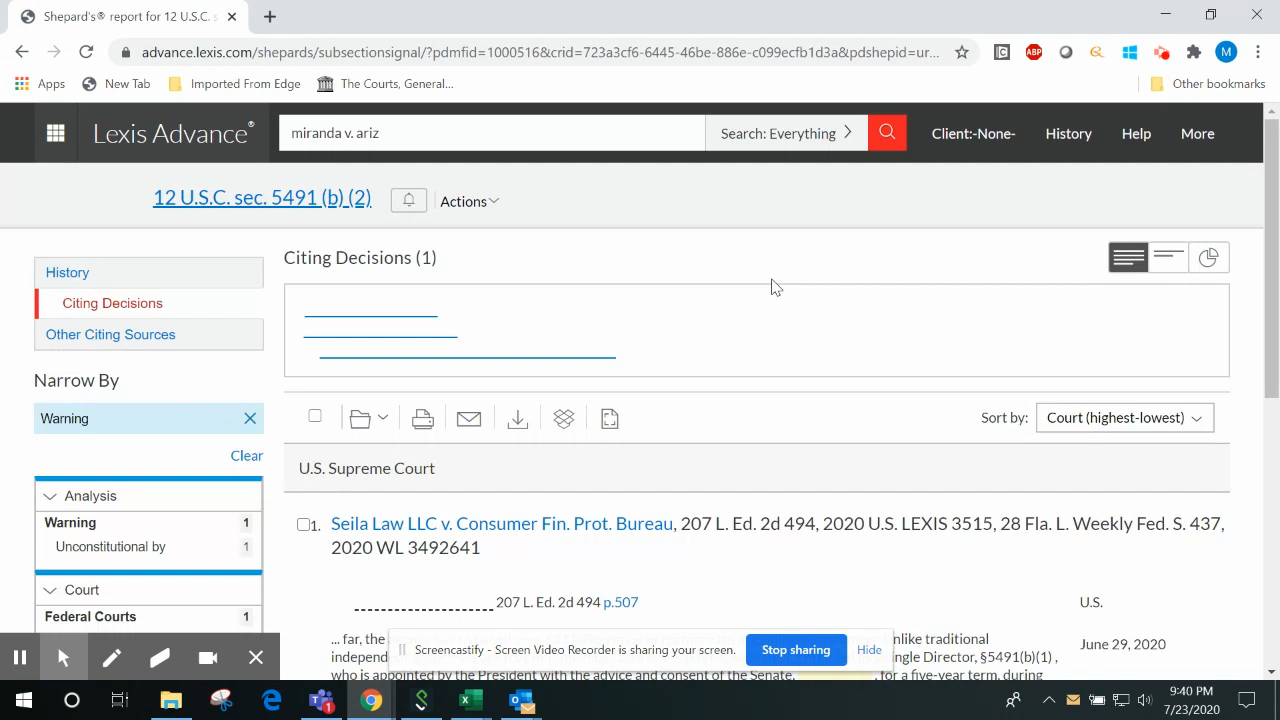 Shepard's® report for 12 U.S.C. s
advance.lexis.com/shepards/subsectionsignal/?pdmfid=1000516&crid=723a3cf6-6445-46be-886e-c099ecfb1d3a&pdshepid=ur...
ABP
M
Apps
New Tab
Imported From Edge
The Courts, General...
Other bookmarks
Lexis Advance®
miranda v. ariz
Search: Everything
Client:-None-
History
Help
More
12 U.S.C. sec. 5491 (b) (2)
Actions
History
Citing Decisions
Other Citing Sources
Citing Decisions (1)
Narrow By
Warning
Clear
Analysis
Warning 1
Unconstitutional by 1
Court
Federal Courts 1
Sort by: Court (highest-lowest)
U.S. Supreme Court
1. Seila Law LLC v. Consumer Fin. Prot. Bureau, 207 L. Ed. 2d 494, 2020 U.S. LEXIS 3515, 28 Fla. L. Weekly Fed. S. 437,
2020 WL 3492641
207 L. Ed. 2d 494 p.507
U.S.
... far, the
nlike traditional
June 29, 2020
independ
ngle Director, §5491(b)(1) ,
who is appointed by the President with the advice and consent of the Senate, , for a five-year term, during
Screencastify - Screen Video Recorder is sharing your screen.
Stop sharing
Hide
9:40 PM
7/23/2020